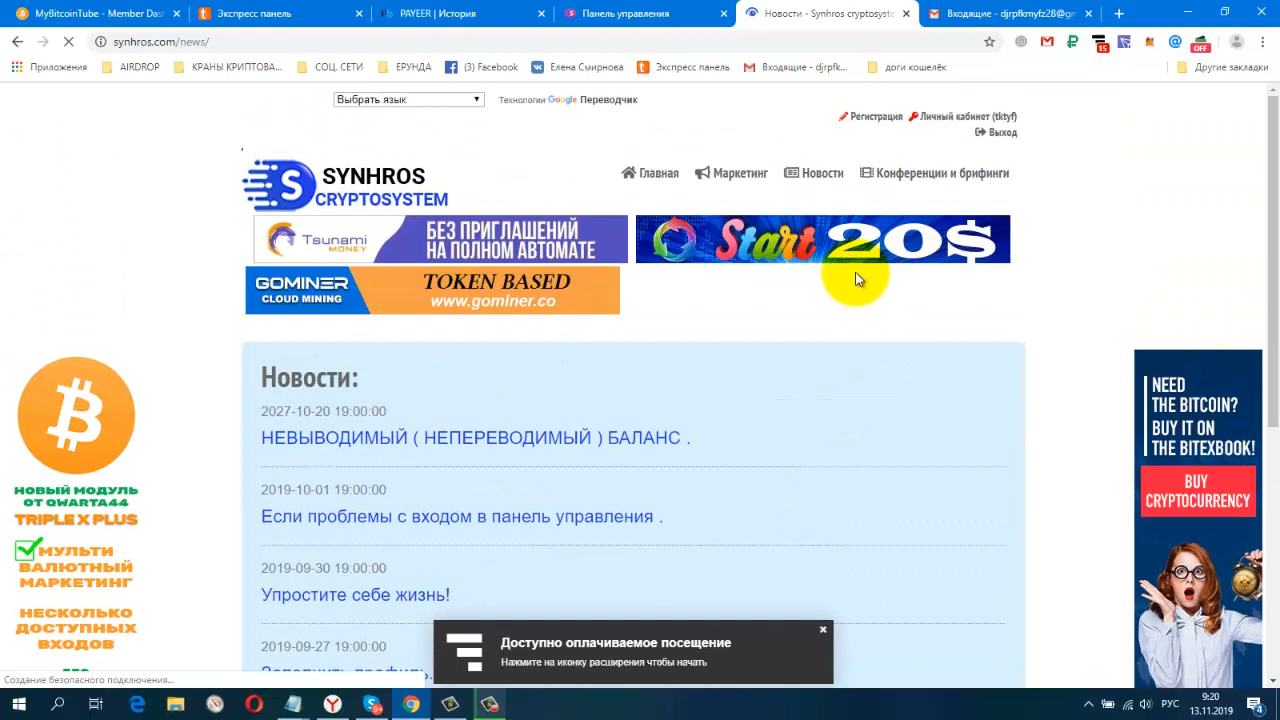 MyBitcoinTube - Member Das
Экспресс панель
PAYEER | История
Панель управления
Новости - Synhros cryptosystem
Входящие - djrpfkmyfz28@gm
synhros.com/news/
15
OFF
Приложения
AIRDROP
КРАНЫ КРИПТОВА...
СОЦ. СЕТИ
ЕРУНДА
(3) Facebook
Елена Смирнова
Экспресс панель
Входящие - djrpfk...
доги кошелёк
Другие закладки
Выбрать язык
Технологии Google Переводчик
Регистрация Личный кабинет (tktyf)
Выход
SYNHROS
CRYPTOSYSTEM
Главная
Маркетинг
Новости
Конференции и брифинги
Tsunami
MONEY
БЕЗ ПРИГЛАШЕНИЙ
НА ПОЛНОМ АВТОМАТЕ
Start 20$
GOMINER
CLOUD MINING
TOKEN BASED
www.gominer.co
Новости:
2027-10-20 19:00:00
НЕВЫВОДИМЫЙ ( НЕПЕРЕВОДИМЫЙ ) БАЛАНС .
2019-10-01 19:00:00
Если проблемы с входом в панель управления .
2019-09-30 19:00:00
Упростите себе жизнь!
2019-09-27 19:00:00
Заполнить профиль.
НОВЫЙ МОДУЛЬ
ОТ QWARTA44
TRIPLE X PLUS
МУЛЬТИ
ВАЛЮТНЫЙ
МАРКЕТИНГ
НЕСКОЛЬКО
ДОСТУПНЫХ
ВХОДОВ
NEED
THE BITCOIN?
BUY IT ON
THE BITEXBOOK!
BUY
CRYPTOCURRENCY
Доступно оплачиваемое посещение
Нажмите на иконку расширения чтобы начать
Создание безопасного подключения...
РУС
9:20
13.11.2019
4